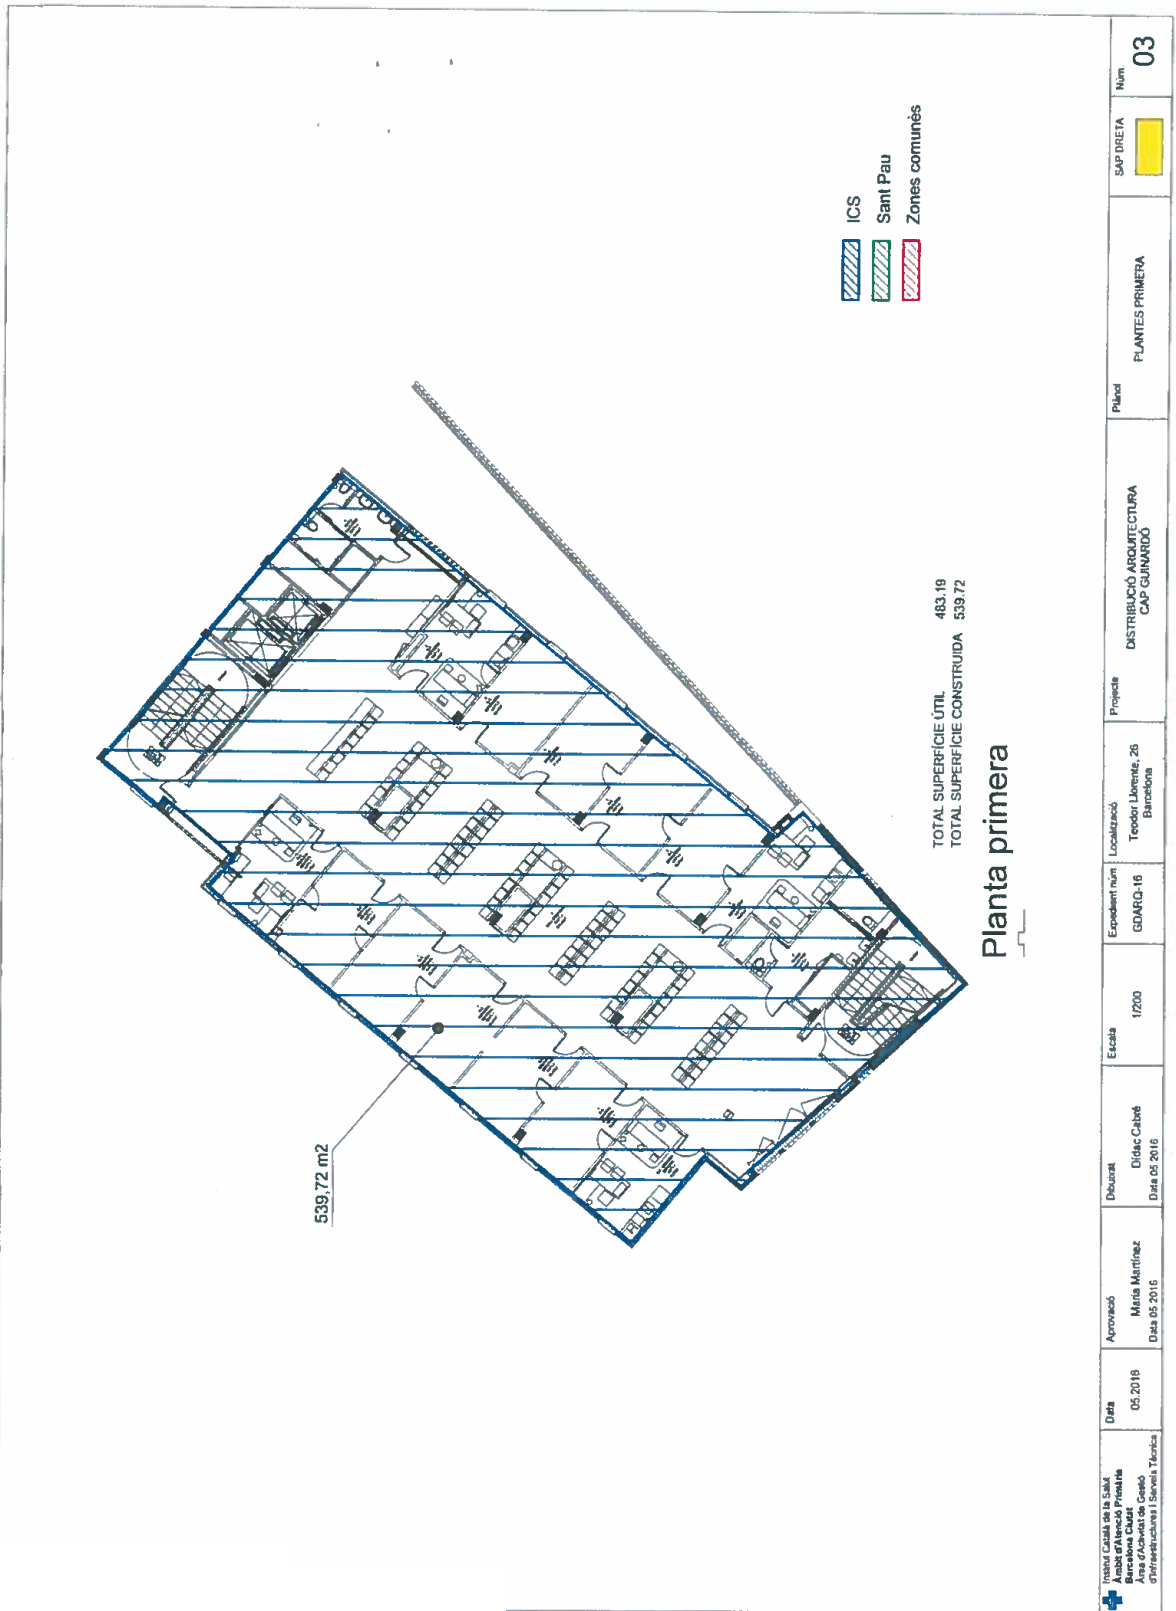 539,72 m2
ICS
Sant Pau
Zones comunès
TOTAL SUPERFÍCIE ÚTIL 483.19
TOTAL SUPERFÍCIE CONSTRUIDA 539.72
Planta primera
Institut Català de la Salut
Àmbit d'Atenció Primària
Barcelona Ciutat
Àrea d'Activitat de Gestió
d'Infraestructures i Serveis Tècnics
Data
05.2016
Aprovació
Maria Martínez
Data 05 2016
Dibuixat
Dídac Cabré
Data 05 2016
Escala
1/200
Expedient núm
GDARQ-16
Localització
Teodor Llorente, 26
Barcelona
Projecte
DISTRIBUCIÓ ARQUITECTURA
CAP GUINARDÓ
Plànol
PLANTES PRIMERA
SAP DRETA
Núm.
03